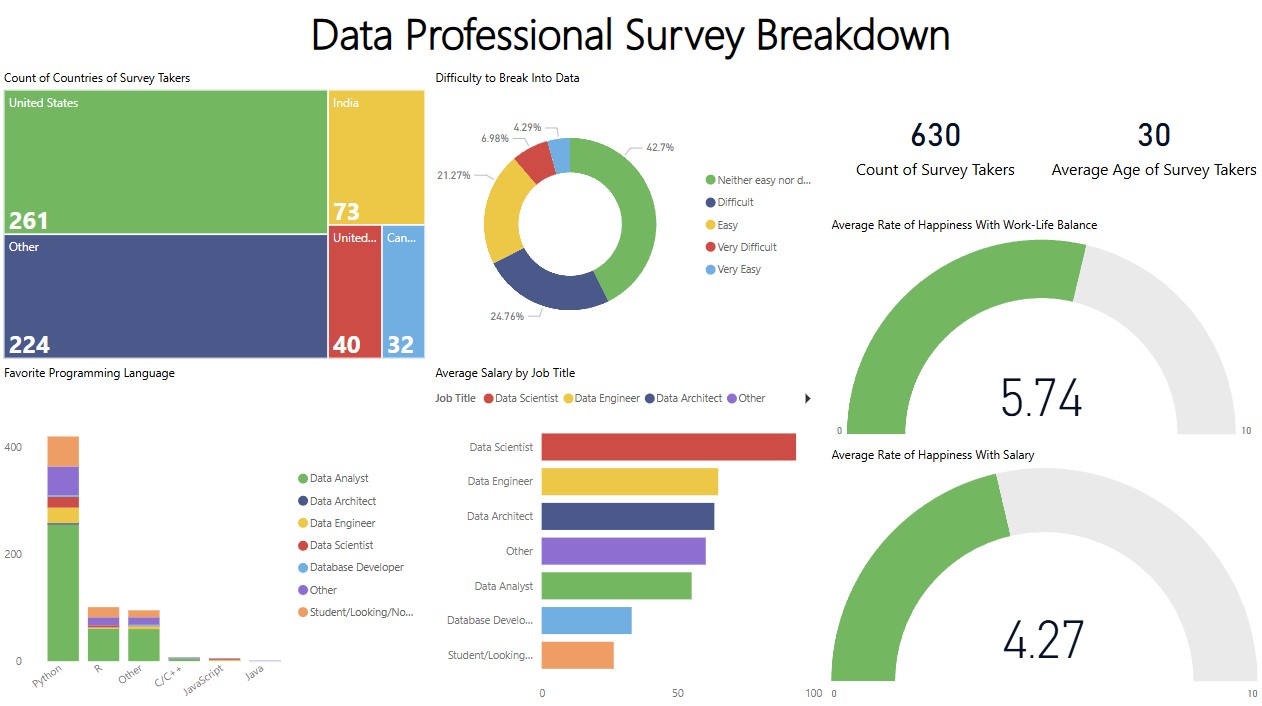 Data Professional Survey Breakdown
Count of Countries of Survey Takers
United States
261
Other
224
India
73
United...
40
Can...
32
Difficulty to Break Into Data
4.29%
6.98%
42.7%
21.27%
24.76%
Neither easy nor d...
Difficult
Easy
Very Difficult
Very Easy
630
Count of Survey Takers
30
Average Age of Survey Takers
Average Rate of Happiness With Work-Life Balance
5.74
0
10
Favorite Programming Language
400
200
0
Python
R
Other
C/C++
JavaScript
Java
Data Analyst
Data Architect
Data Engineer
Data Scientist
Database Developer
Other
Student/Looking/No...
Average Salary by Job Title
Job Title Data Scientist Data Engineer Data Architect Other
Data Scientist
Data Engineer
Data Architect
Other
Data Analyst
Database Develo...
Student/Looking...
0 50 100
Average Rate of Happiness With Salary
4.27
0
10